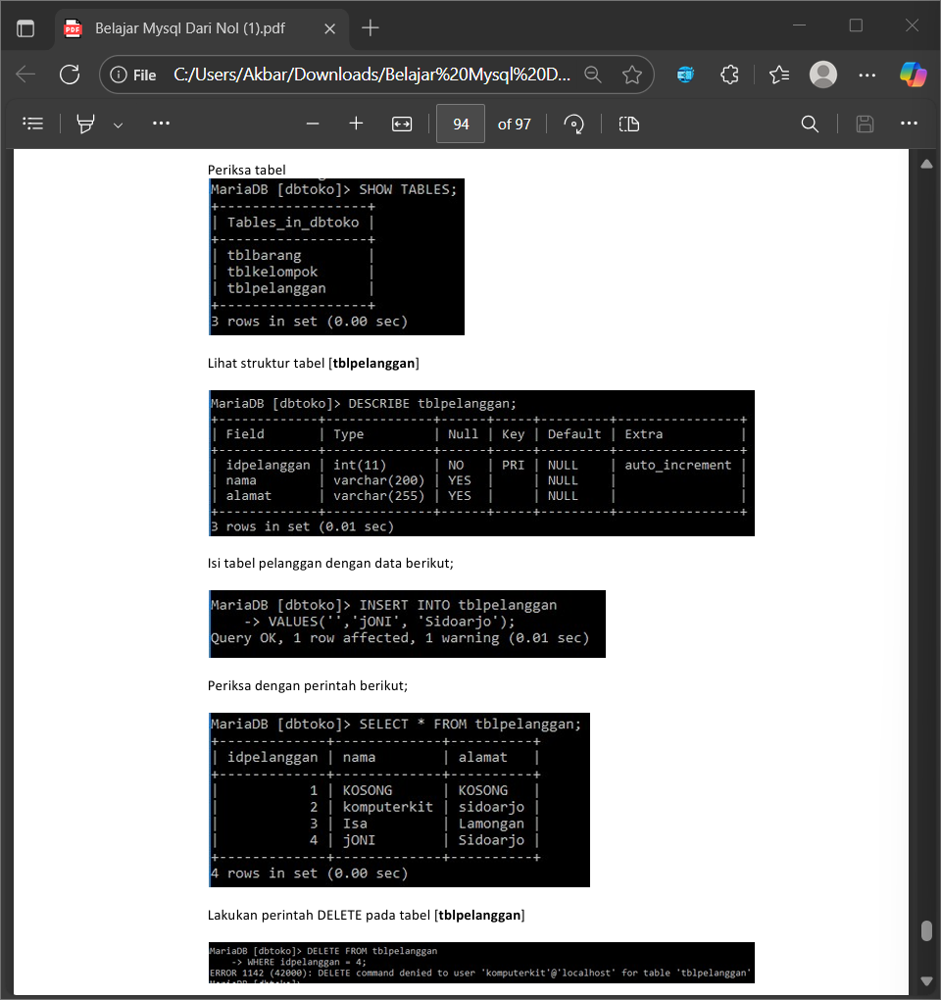 Belajar Mysql Dari Nol (1).pdf
File C:/Users/Akbar/Downloads/Belajar%20Mysql%20D...
94 of 97
Periksa tabel
MariaDB [dbtoko]> SHOW TABLES;
+------------------+
| Tables_in_dbtoko |
+------------------+
| tblbarang        |
| tblkelompok      |
| tblpelanggan     |
+------------------+
3 rows in set (0.00 sec)
Lihat struktur tabel [tblpelanggan]
MariaDB [dbtoko]> DESCRIBE tblpelanggan;
+-------------+--------------+------+-----+---------+----------------+
| Field       | Type         | Null | Key | Default | Extra          |
+-------------+--------------+------+-----+---------+----------------+
| idpelanggan | int(11)      | NO   | PRI | NULL    | auto_increment |
| nama        | varchar(200) | YES  |     | NULL    |                |
| alamat      | varchar(255) | YES  |     | NULL    |                |
+-------------+--------------+------+-----+---------+----------------+
3 rows in set (0.01 sec)
Isi tabel pelanggan dengan data berikut;
MariaDB [dbtoko]> INSERT INTO tblpelanggan
-> VALUES('','jONI', 'Sidoarjo');
Query OK, 1 row affected, 1 warning (0.01 sec)
Periksa dengan perintah berikut;
MariaDB [dbtoko]> SELECT * FROM tblpelanggan;
+-------------+-------------+----------+
| idpelanggan | nama        | alamat   |
+-------------+-------------+----------+
|           1 | KOSONG      | KOSONG   |
|           2 | komputerkit | sidoarjo |
|           3 | Isa         | Lamongan |
|           4 | jONI        | Sidoarjo |
+-------------+-------------+----------+
4 rows in set (0.00 sec)
Lakukan perintah DELETE pada tabel [tblpelanggan]
MariaDB [dbtoko]> DELETE FROM tblpelanggan
-> WHERE idpelanggan = 4;
ERROR 1142 (42000): DELETE command denied to user 'komputerkit'@'localhost' for table 'tblpelanggan'